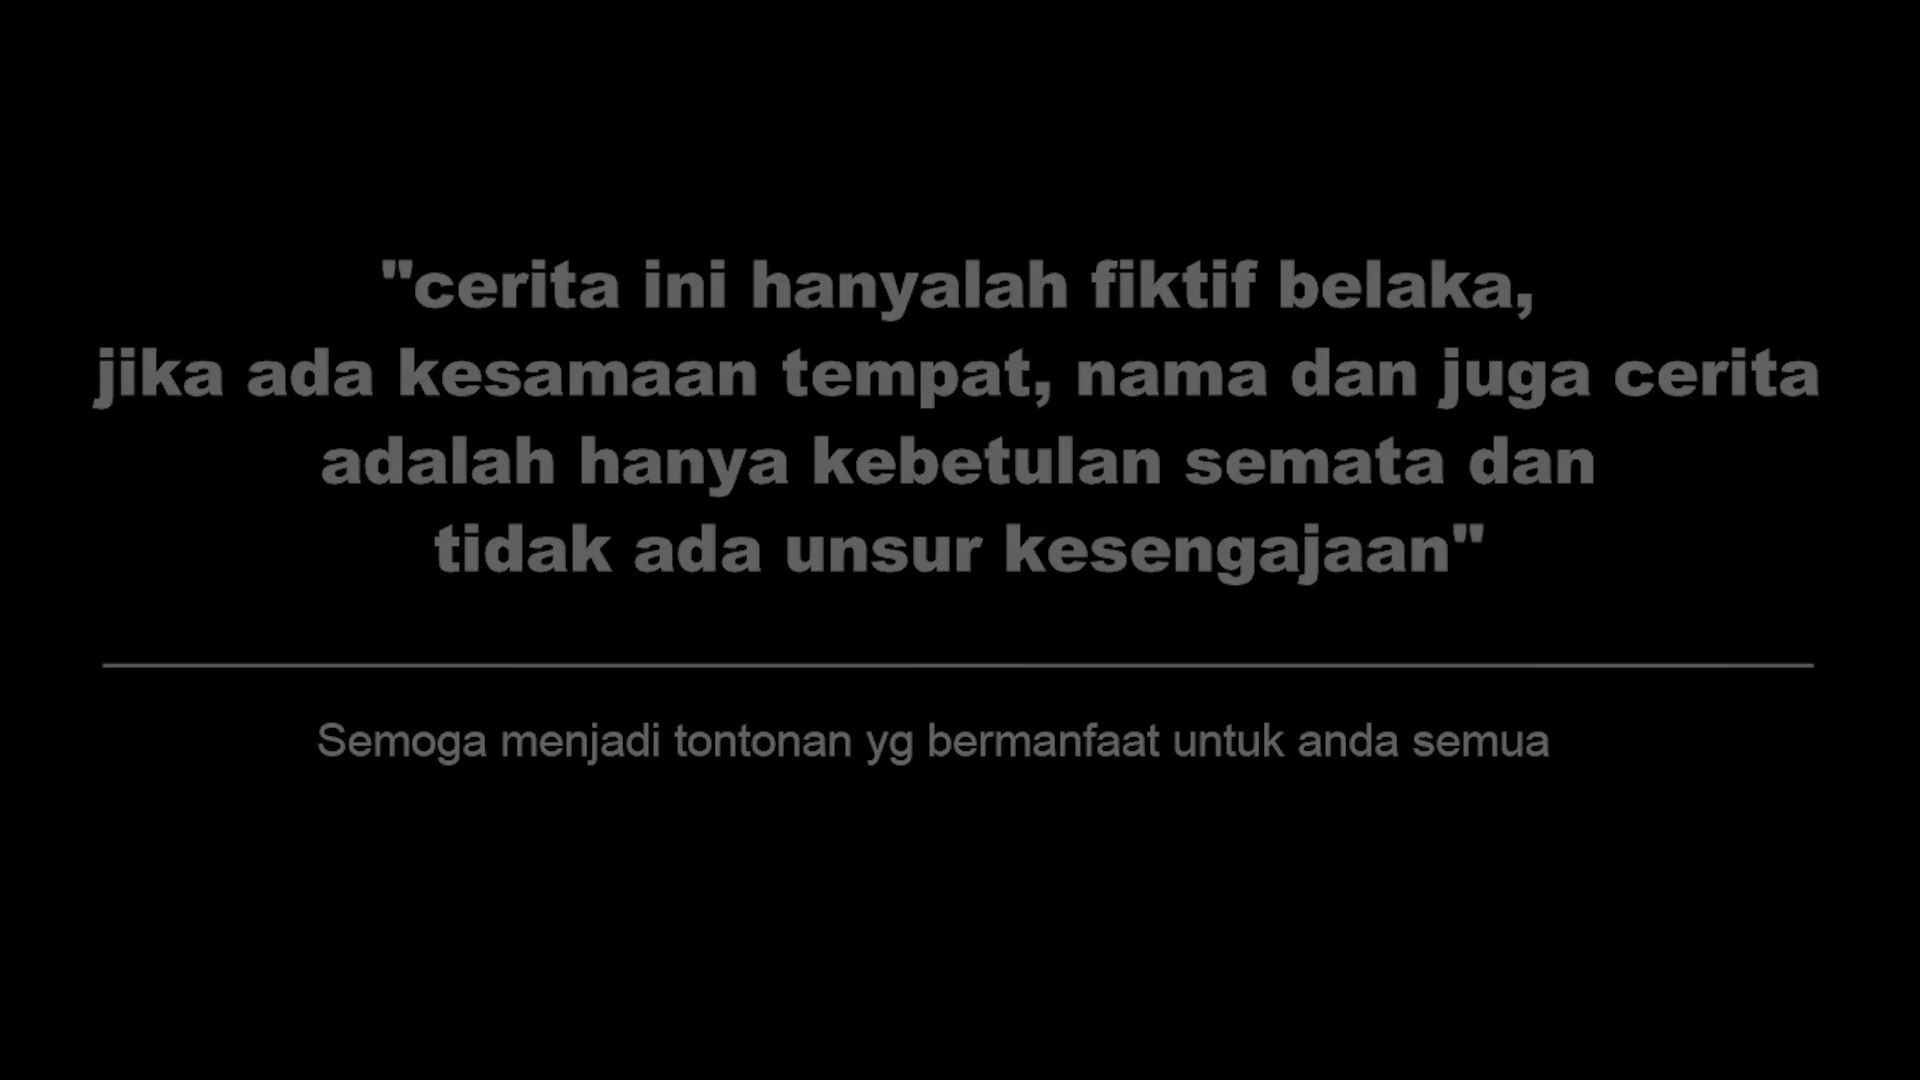 "cerita ini hanyalah fiktif belaka,
jika ada kesamaan tempat, nama dan juga cerita
adalah hanya kebetulan semata dan
tidak ada unsur kesengajaan"
Semoga menjadi tontonan yg bermanfaat untuk anda semua